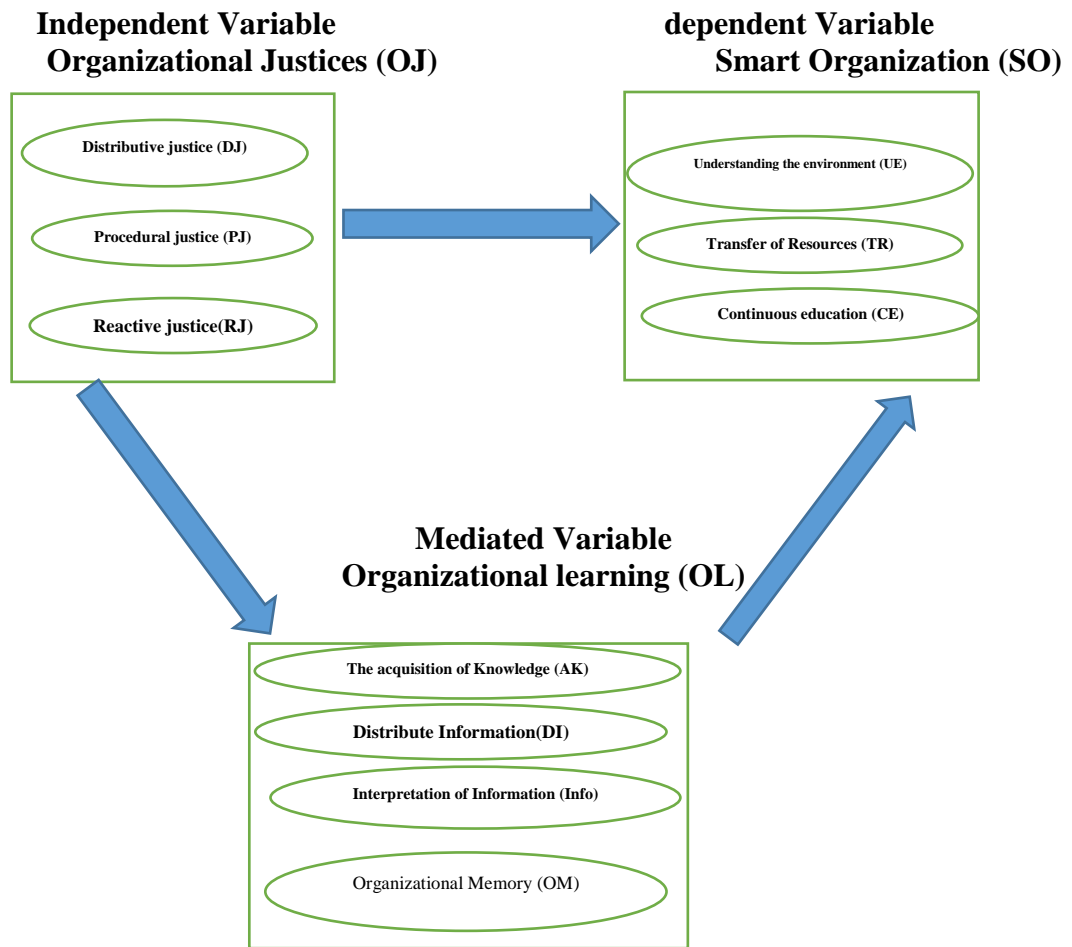 Independent Variable
Organizational Justices (OJ)
Distributive justice (DJ)
Procedural justice (PJ)
Reactive justice(RJ)
dependent Variable
Smart Organization (SO)
Understanding the environment (UE)
Transfer of Resources (TR)
Continuous education (CE)
Mediated Variable
Organizational learning (OL)
The acquisition of Knowledge (AK)
Distribute Information(DI)
Interpretation of Information (Info)
Organizational Memory (OM)